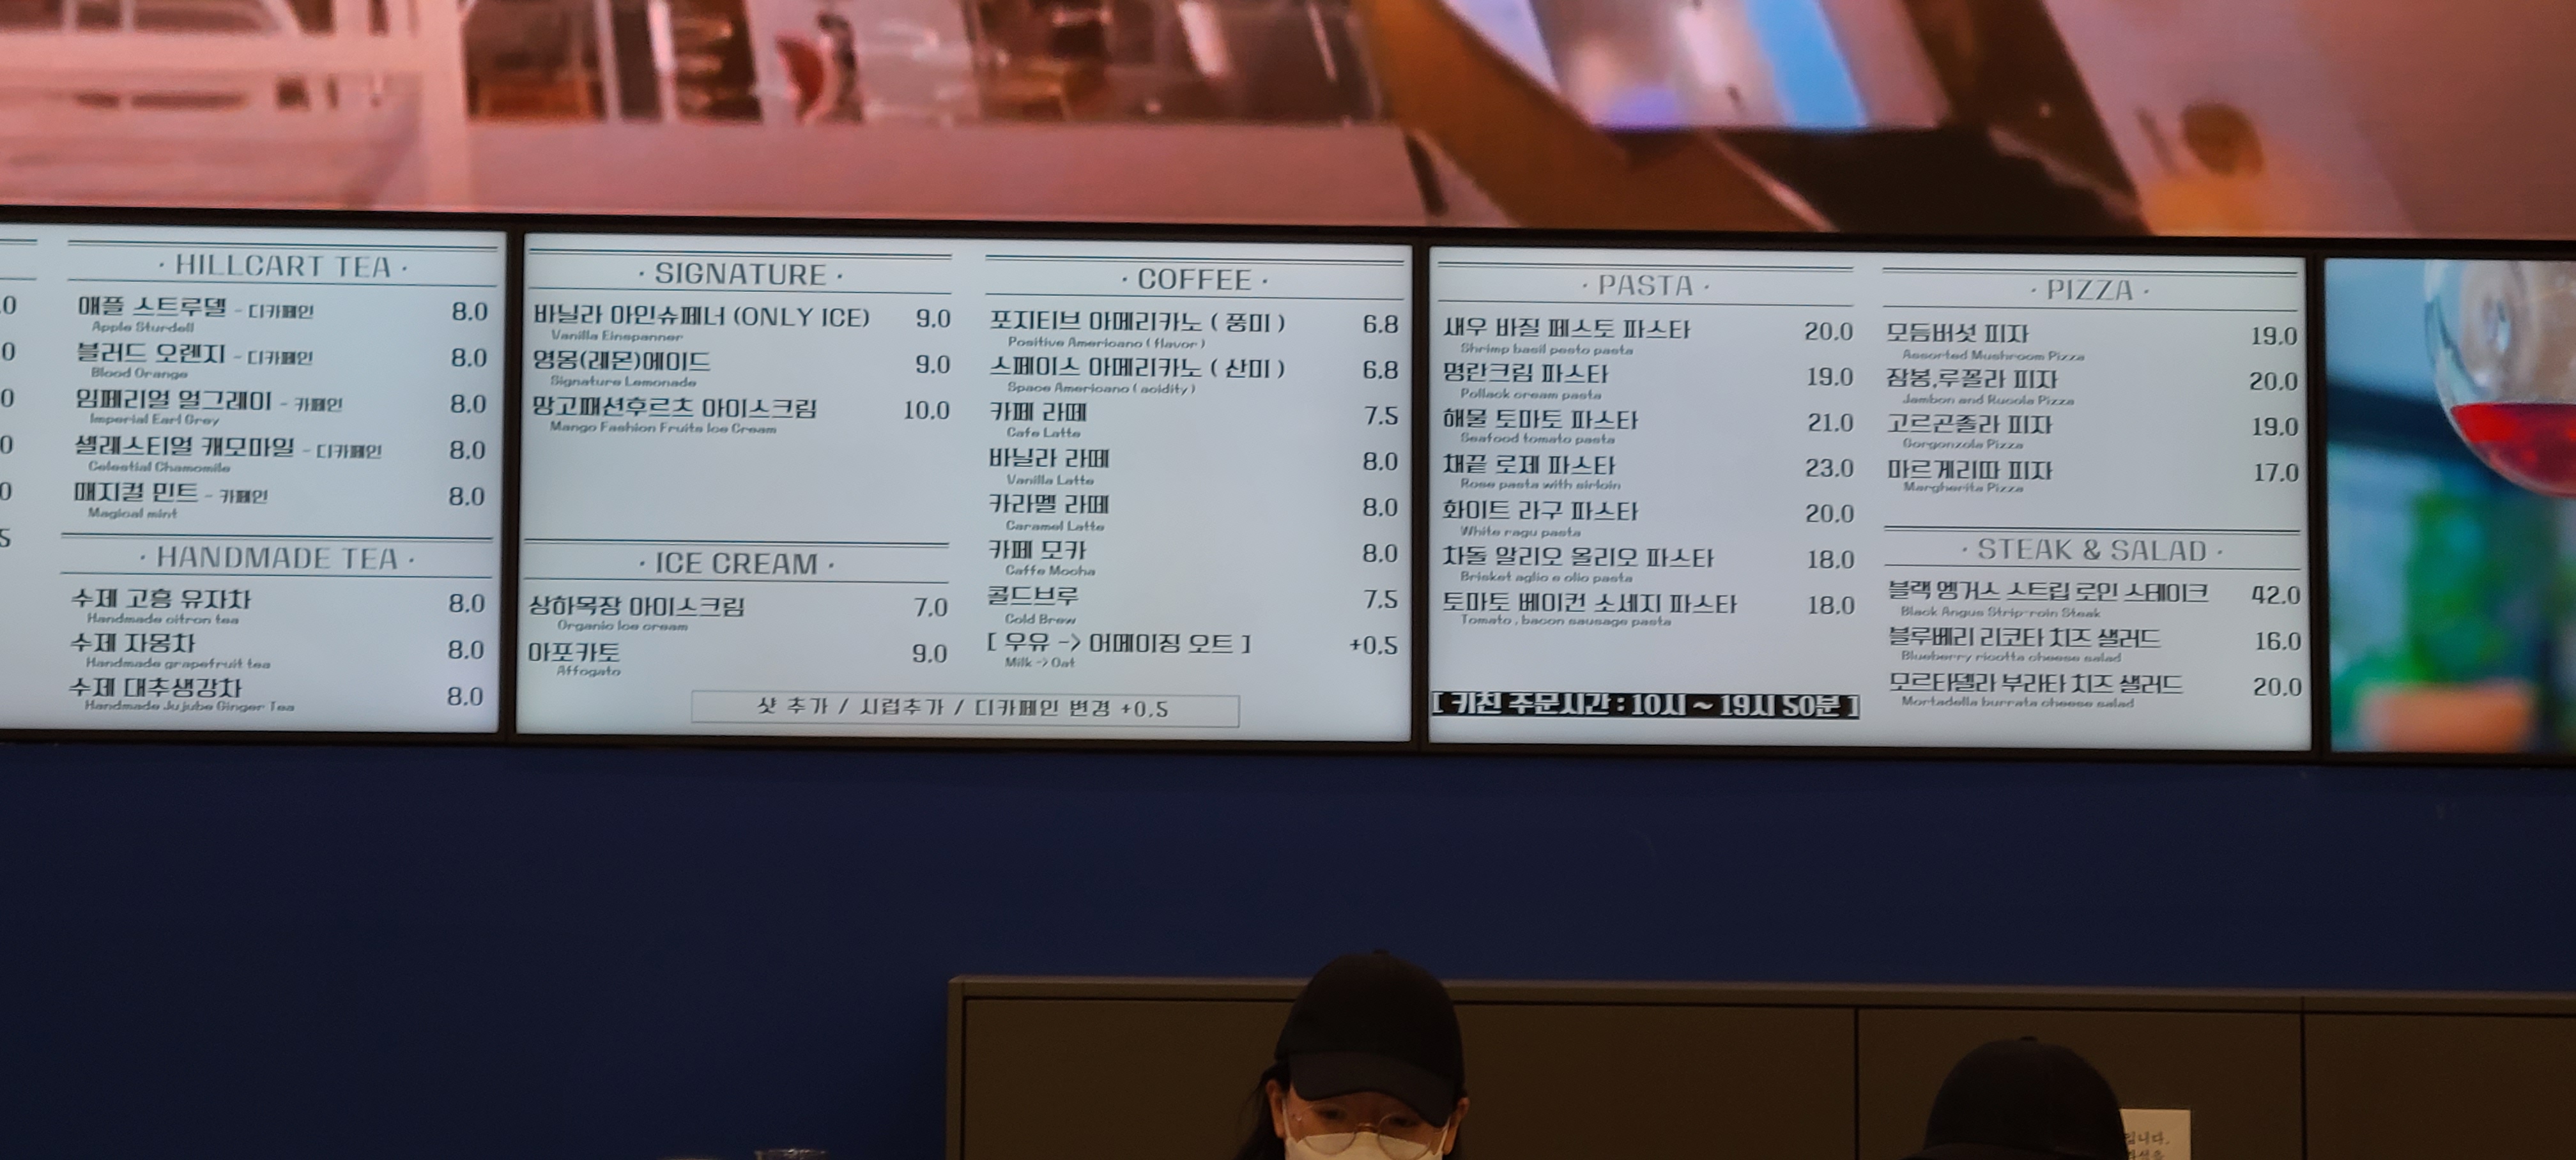 .0
0
0
0
0
5
· HILLCART TEA ·
애플 스트루델 - 디카페인 8.0
Apple Sturdell
블러드 오렌지 - 디카페인 8.0
Blood Orange
임페리얼 얼그레이 - 카페인 8.0
Imperial Earl Grey
셀레스티얼 캐모마일 - 디카페인 8.0
Celestial Chamomile
매지컬 민트 - 카페인 8.0
Magical mint
· HANDMADE TEA ·
수제 고흥 유자차 8.0
Handmade citron tea
수제 자몽차 8.0
Handmade grapefruit tea
수제 대추생강차 8.0
Handmade Jujube Ginger Tea
· SIGNATURE ·
바닐라 아인슈페너 (ONLY ICE) 9.0
Vanilla Einspanner
영몽(레몬)에이드 9.0
Signature Lemonade
망고패션후르츠 아이스크림 10.0
Mango Fashion Fruits Ice Cream
· ICE CREAM ·
상하목장 아이스크림 7.0
Organic Ice cream
아포카토 9.0
Affogato
· COFFEE ·
포지티브 아메리카노 ( 풍미 ) 6.8
Positive Americano ( flavor )
스페이스 아메리카노 ( 산미 ) 6.8
Space Americano ( acidity )
카페 라떼 7.5
Cafe Latte
바닐라 라떼 8.0
Vanilla Latte
카라멜 라떼 8.0
Caramel Latte
카페 모카 8.0
Caffe Mocha
콜드브루 7.5
Cold Brew
[ 우유 -> 어메이징 오트 ] +0.5
Milk -> Oat
샷 추가 / 시럽추가 / 디카페인 변경 +0.5
· PASTA ·
새우 바질 페스토 파스타 20.0
Shrimp basil pesto pasta
명란크림 파스타 19.0
Pollack cream pasta
해물 토마토 파스타 21.0
Seafood tomato pasta
채끝 로제 파스타 23.0
Rose pasta with sirloin
화이트 라구 파스타 20.0
White ragu pasta
차돌 알리오 올리오 파스타 18.0
Brisket aglio e olio pasta
토마토 베이컨 소세지 파스타 18.0
Tomato , bacon sausage pasta
[ 키친 주문시간 : 10시 ~ 19시 50분 ]
· PIZZA ·
모듬버섯 피자 19.0
Assorted Mushroom Pizza
잠봉,루꼴라 피자 20.0
Jambon and Rucola Pizza
고르곤졸라 피자 19.0
Gorgonzola Pizza
마르게리따 피자 17.0
Margherita Pizza
· STEAK & SALAD ·
블랙 앵거스 스트립 로인 스테이크 42.0
Black Angus Strip-roin Steak
블루베리 리코타 치즈 샐러드 16.0
Blueberry ricotta cheese salad
모르타델라 부라타 치즈 샐러드 20.0
Mortadella burrata cheese salad
입니다.